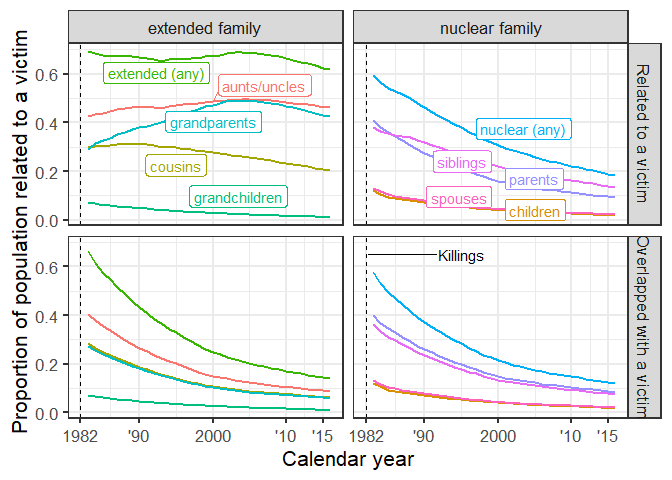 extended family
nuclear family
Proportion of population related to a victim
0.6
0.4
0.2
0.0
extended (any)
aunts/uncles
grandparents
cousins
grandchildren
nuclear (any)
siblings
parents
spouses
children
Related to a victim
0.6
0.4
0.2
0.0
Killings
Overlapped with a victim
1982
'90
2000
'10
'15
1982
'90
2000
'10
'15
Calendar year